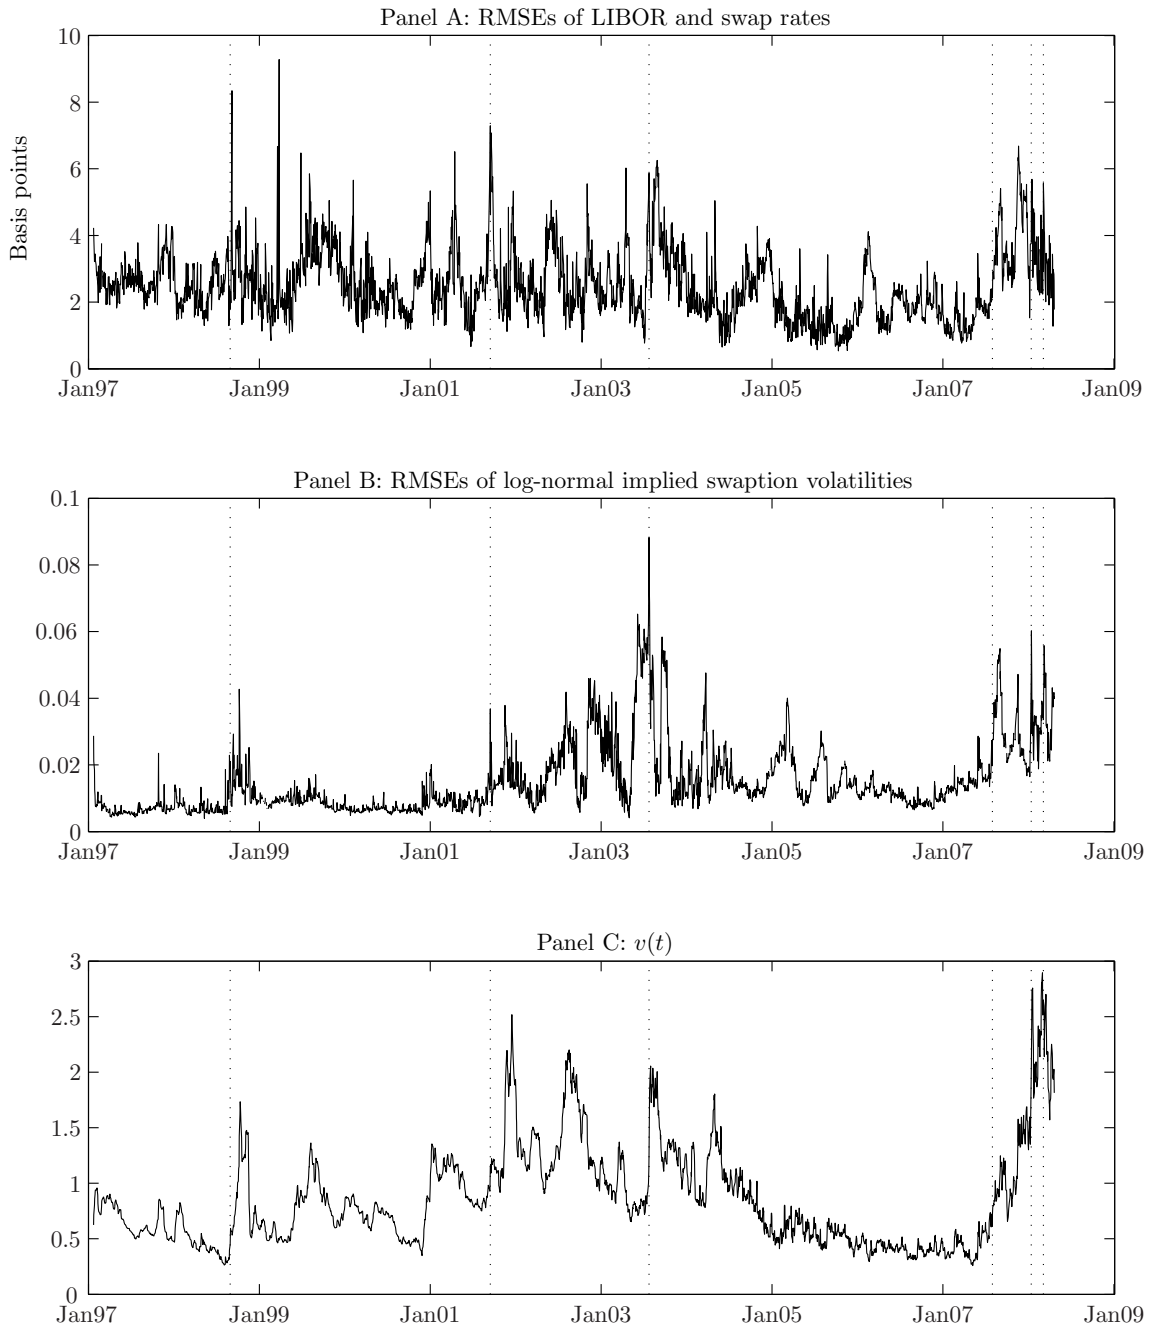 Panel A: RMSEs of LIBOR and swap rates
Basis points
10
8
6
4
2
0
Jan97 Jan99 Jan01 Jan03 Jan05 Jan07 Jan09
Panel B: RMSEs of log-normal implied swaption volatilities
0.1
0.08
0.06
0.04
0.02
0
Jan97 Jan99 Jan01 Jan03 Jan05 Jan07 Jan09
Panel C: v(t)
3
2.5
2
1.5
1
0.5
0
Jan97 Jan99 Jan01 Jan03 Jan05 Jan07 Jan09